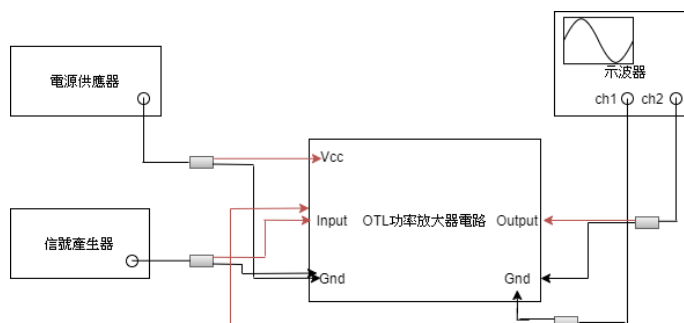 電源供應器
示波器
ch1 ch2
Vcc
信號產生器
Input OTL功率放大器電路 Output
Gnd Gnd